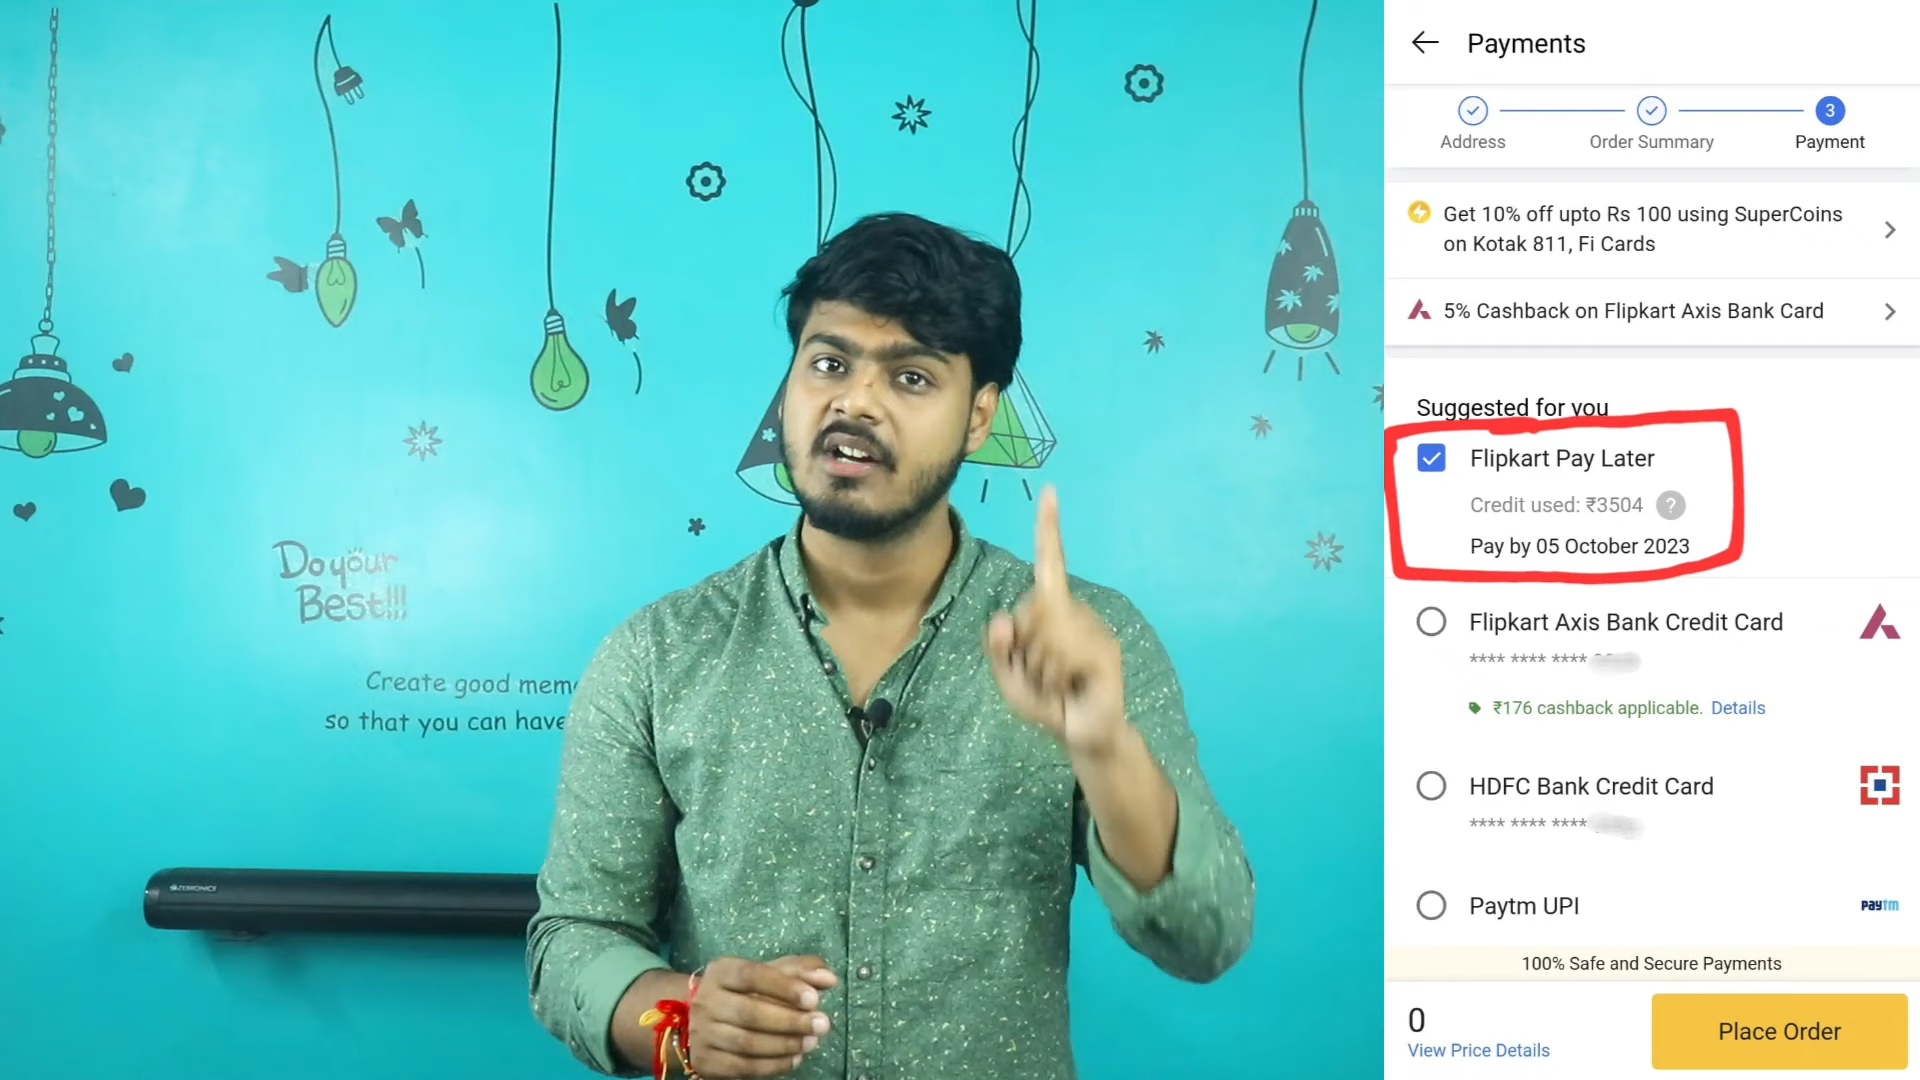 Do your
Best!!!
Create good mem
so that you can have
ZEBRONICS
Payments
3
Address
Order Summary
Payment
Get 10% off upto Rs 100 using SuperCoins
on Kotak 811, Fi Cards
5% Cashback on Flipkart Axis Bank Card
Suggested for you
Flipkart Pay Later
Credit used: ₹3504 ?
Pay by 05 October 2023
Flipkart Axis Bank Credit Card
**** **** ****
₹176 cashback applicable. Details
HDFC Bank Credit Card
**** **** ****
Paytm UPI
paytm
100% Safe and Secure Payments
0
View Price Details
Place Order